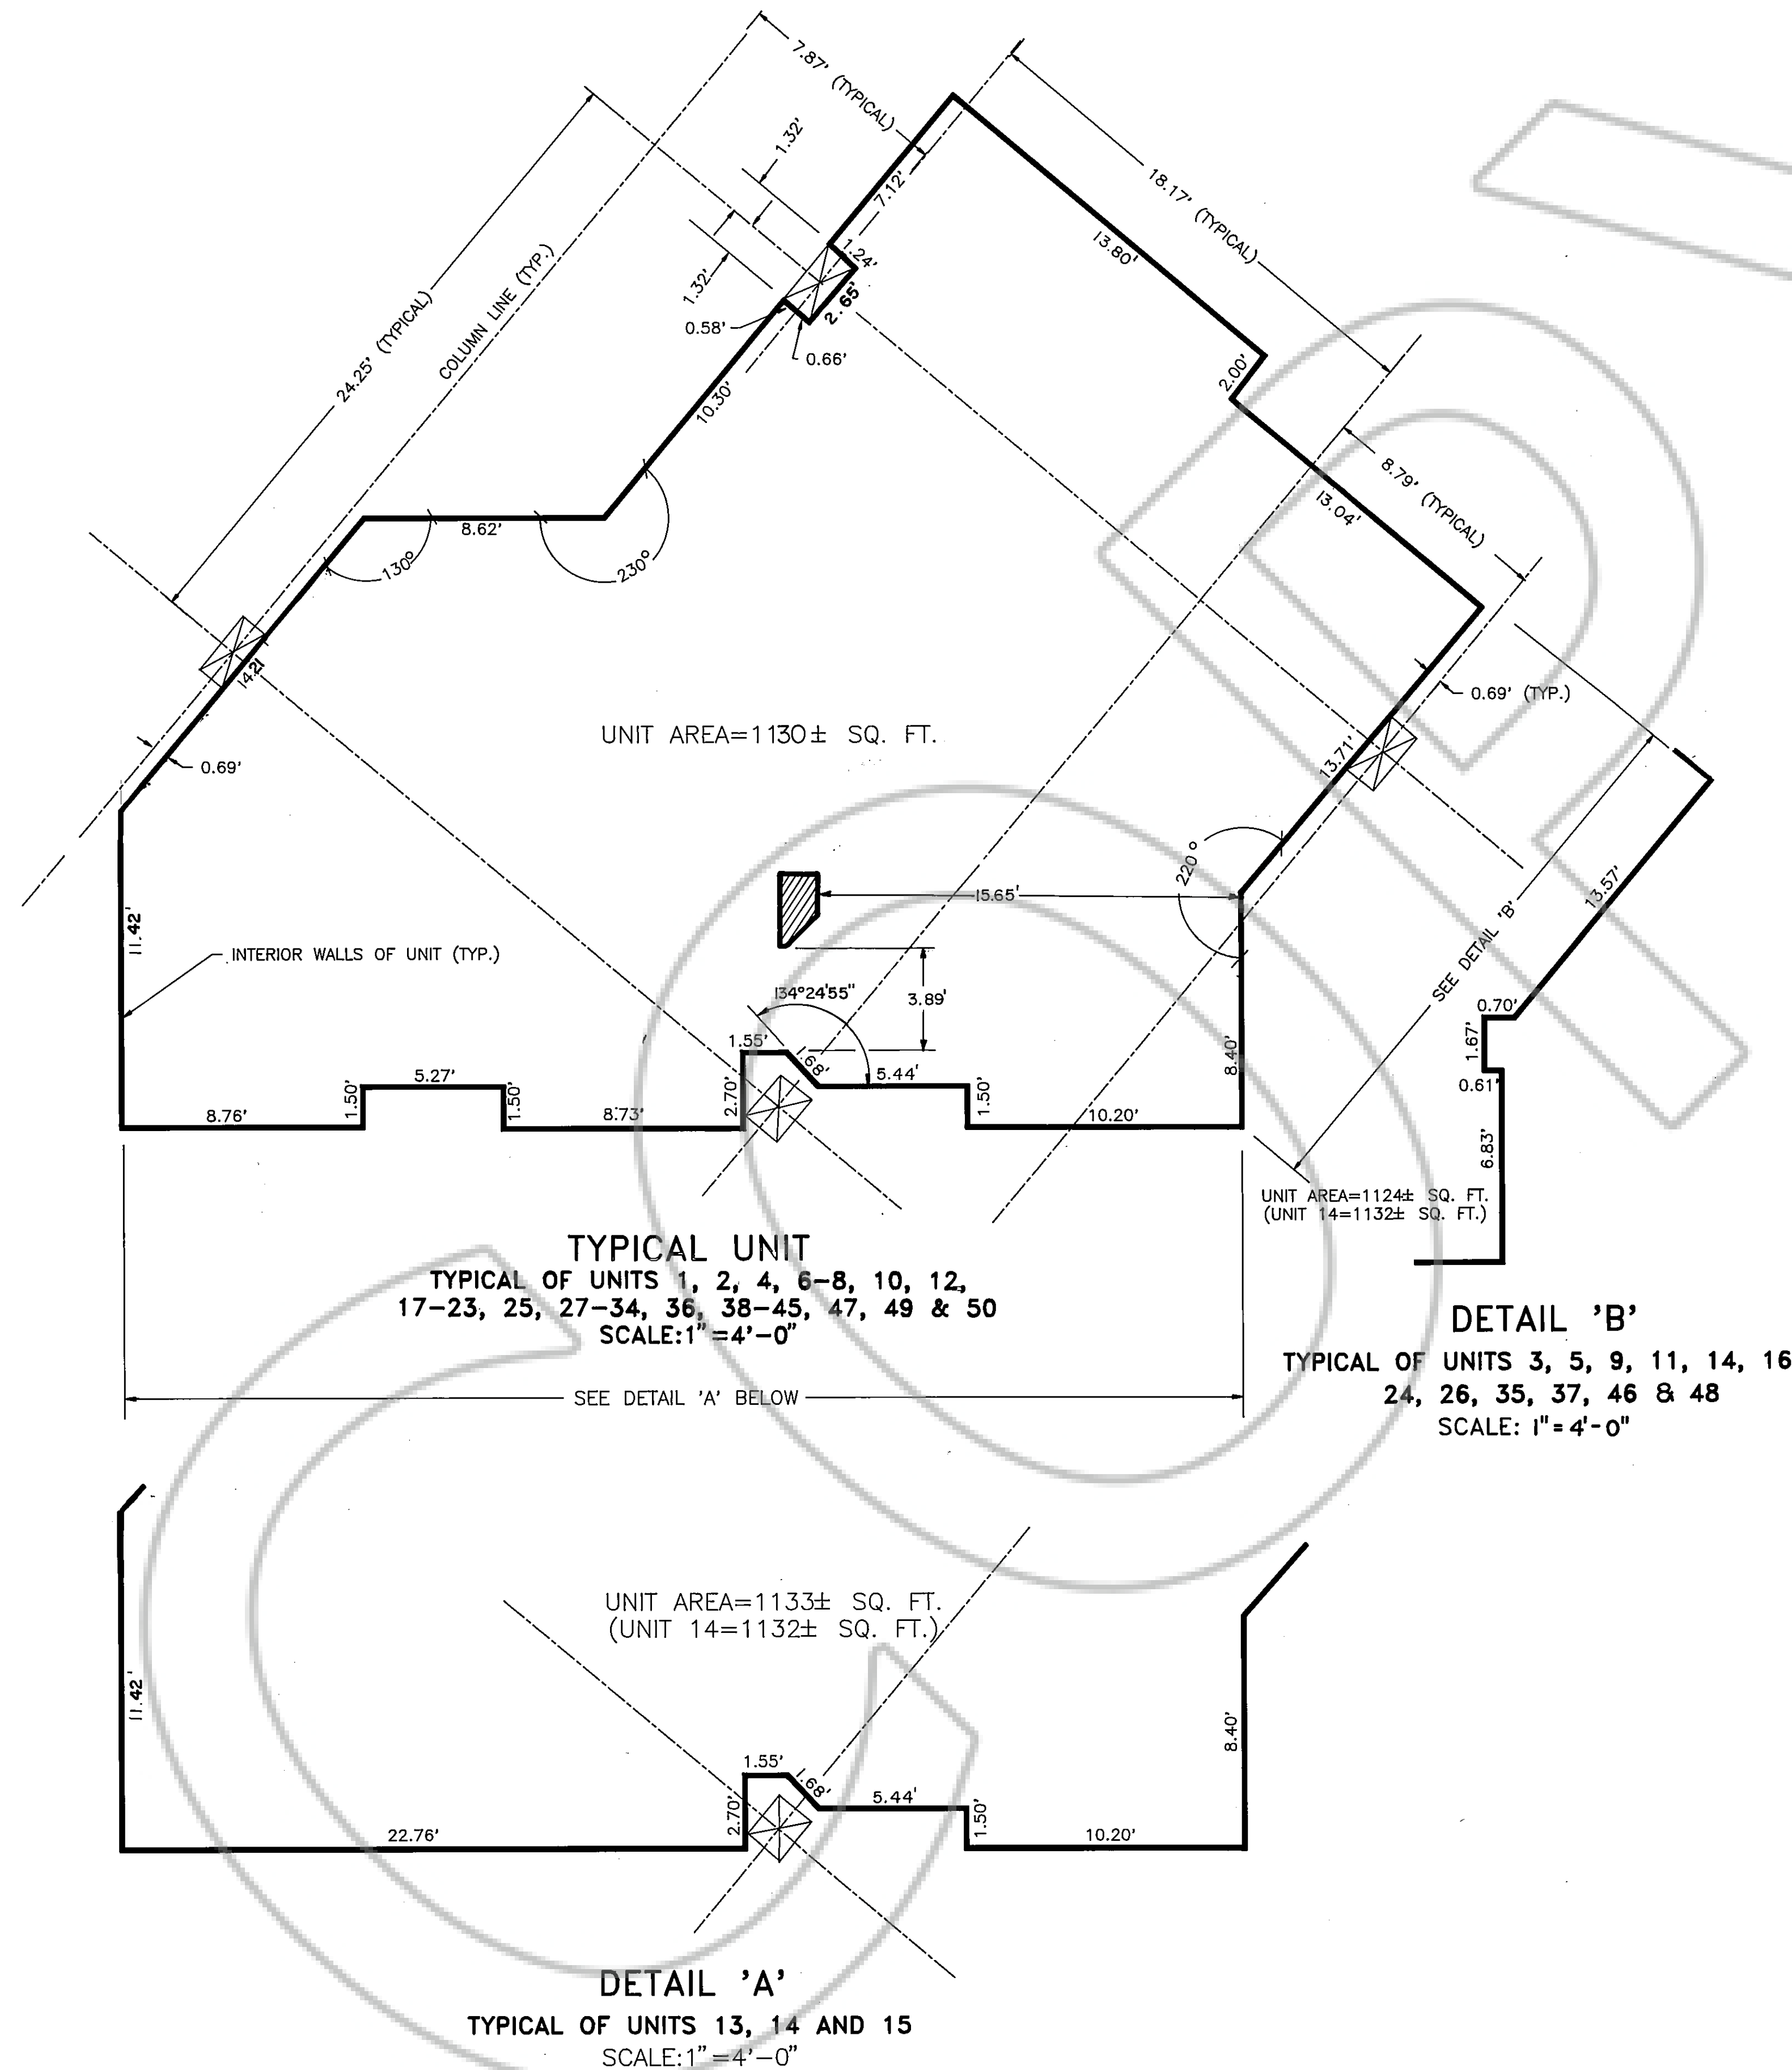 7.87' (TYPICAL)
1.32'
7.12'
18.17' (TYPICAL)
13.80'
1.24'
1.32'
2.65'
0.58'
0.66'
24.25' (TYPICAL)
COLUMN LINE (TYP.)
2.00'
10.30'
8.79' (TYPICAL)
13.04'
8.62'
130°
230°
14.21
0.69' (TYP.)
UNIT AREA=1130± SQ. FT.
0.69'
13.71'
220°
15.65'
13.57'
11.42'
INTERIOR WALLS OF UNIT (TYP.)
SEE DETAIL 'B'
134°24'55"
3.89'
0.70'
1.67'
1.55'
1.68'
5.44'
8.40'
5.27'
0.61'
1.50'
1.50'
2.70'
1.50'
8.76'
8.73'
10.20'
6.83'
UNIT AREA=1124± SQ. FT.
(UNIT 14=1132± SQ. FT.)
TYPICAL UNIT
TYPICAL OF UNITS 1, 2, 4, 6-8, 10, 12,
17-23, 25, 27-34, 36, 38-45, 47, 49 & 50
SCALE:1"=4'-0"
DETAIL 'B'
TYPICAL OF UNITS 3, 5, 9, 11, 14, 16
24, 26, 35, 37, 46 & 48
SCALE: 1"=4'-0"
SEE DETAIL 'A' BELOW
UNIT AREA=1133± SQ. FT.
(UNIT 14=1132± SQ. FT.)
11.42'
8.40'
1.55'
1.68'
5.44'
2.70'
1.50'
22.76'
10.20'
DETAIL 'A'
TYPICAL OF UNITS 13, 14 AND 15
SCALE:1"=4'-0"